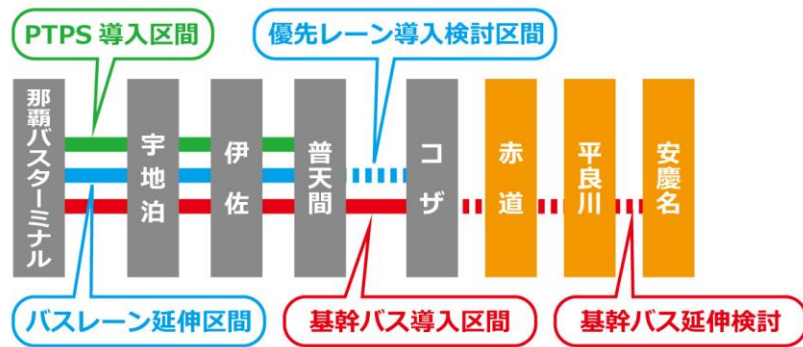 PTPS 導入区間
優先レーン導入検討区間
那覇バスターミナル
宇地泊
伊佐
普天間
コザ
赤道
平良川
安慶名
バスレーン延伸区間
基幹バス導入区間
基幹バス延伸検討